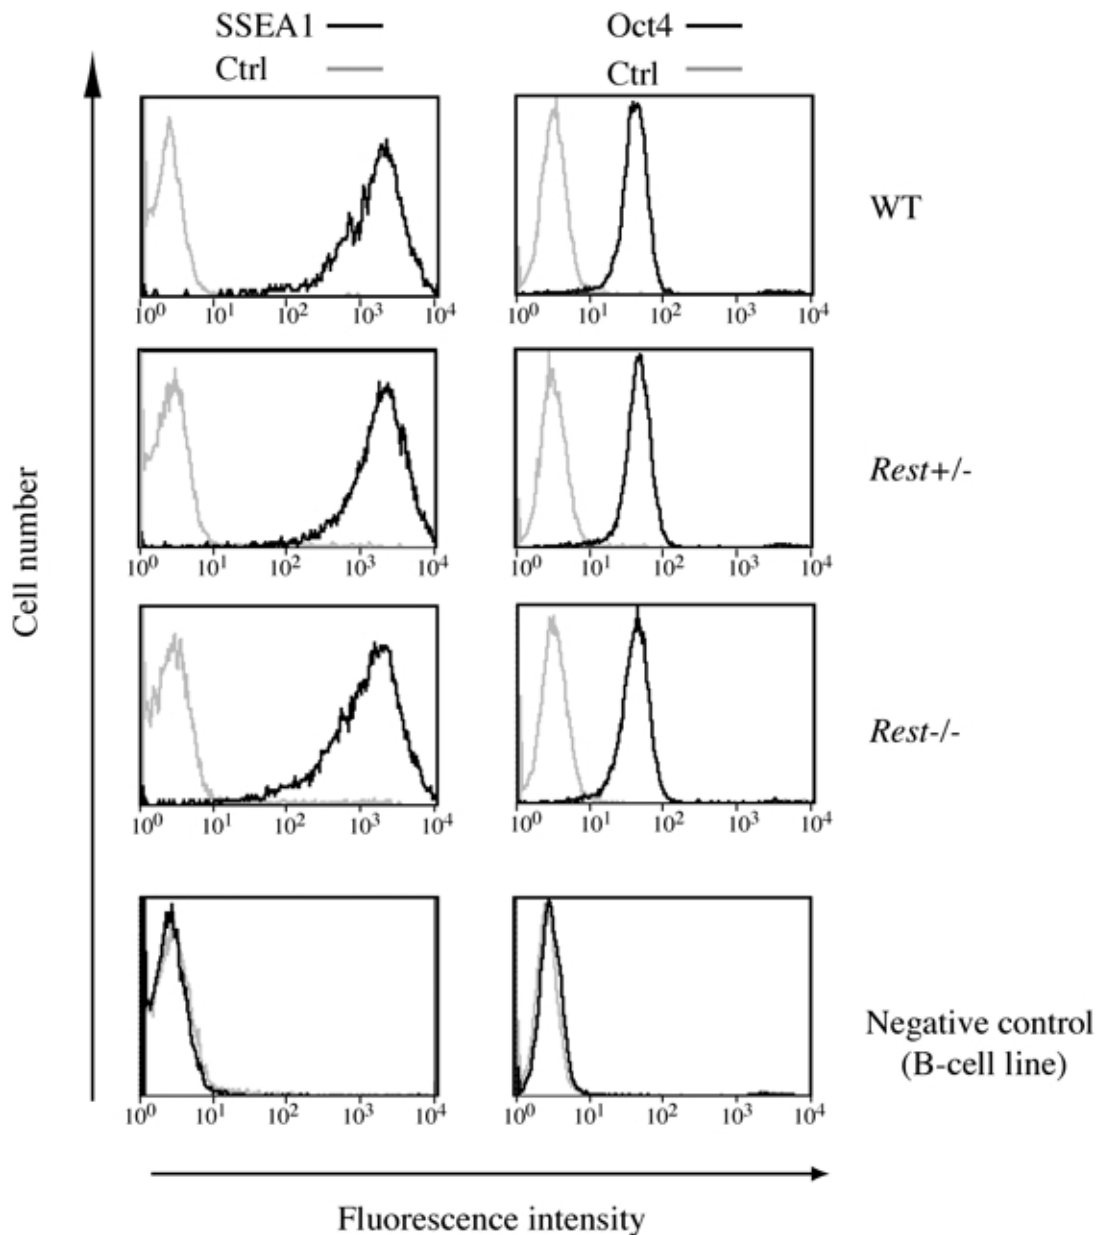 SSEA1
Oct4
Ctrl
Ctrl
10⁰ 10¹ 10² 10³ 10⁴
10⁰ 10¹ 10² 10³ 10⁴
WT
10⁰ 10¹ 10² 10³ 10⁴
10⁰ 10¹ 10² 10³ 10⁴
Rest+/-
10⁰ 10¹ 10² 10³ 10⁴
10⁰ 10¹ 10² 10³ 10⁴
Rest-/-
10⁰ 10¹ 10² 10³ 10⁴
10⁰ 10¹ 10² 10³ 10⁴
Negative control
(B-cell line)
Cell number
Fluorescence intensity